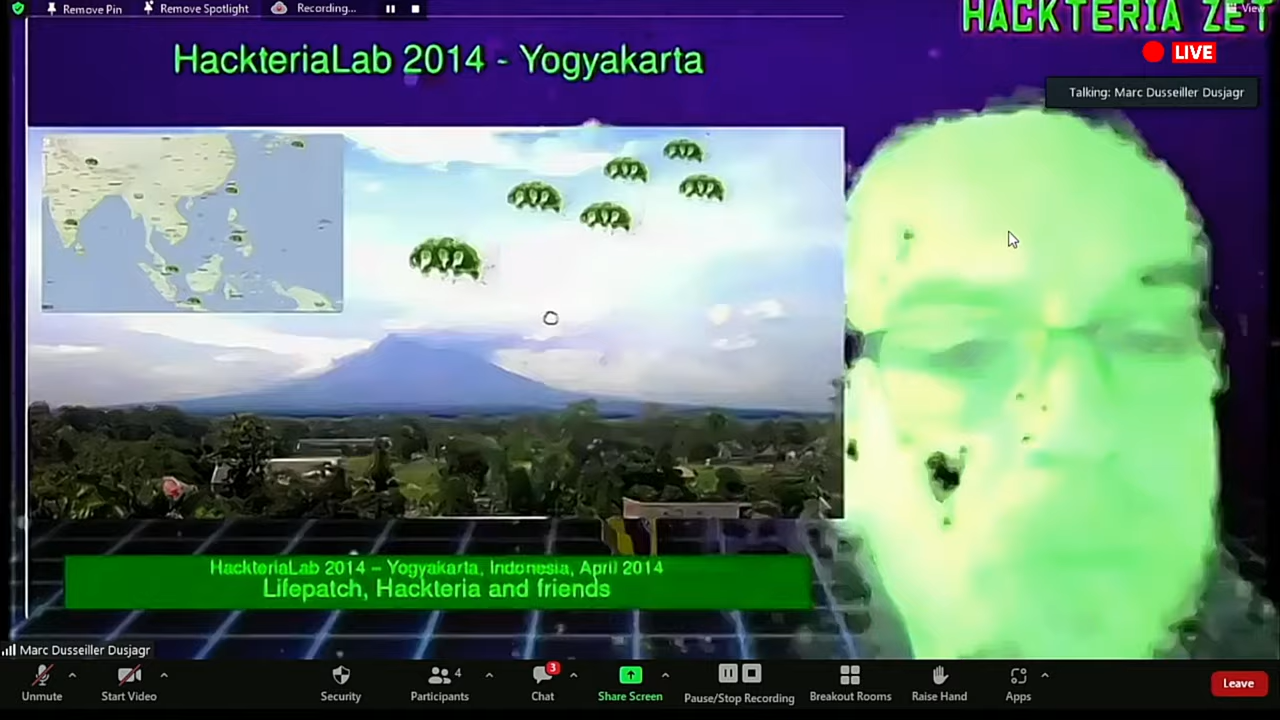 Remove Pin
Remove Spotlight
Recording...
View
HACKTERIA ZET
LIVE
HackteriaLab 2014 - Yogyakarta
Talking: Marc Dusseiller Dusjagr
HackteriaLab 2014 – Yogyakarta, Indonesia, April 2014
Lifepatch, Hackteria and friends
Marc Dusseiller Dusjagr
4
3
Unmute
Start Video
Security
Participants
Chat
Share Screen
Pause/Stop Recording
Breakout Rooms
Raise Hand
Apps
Leave